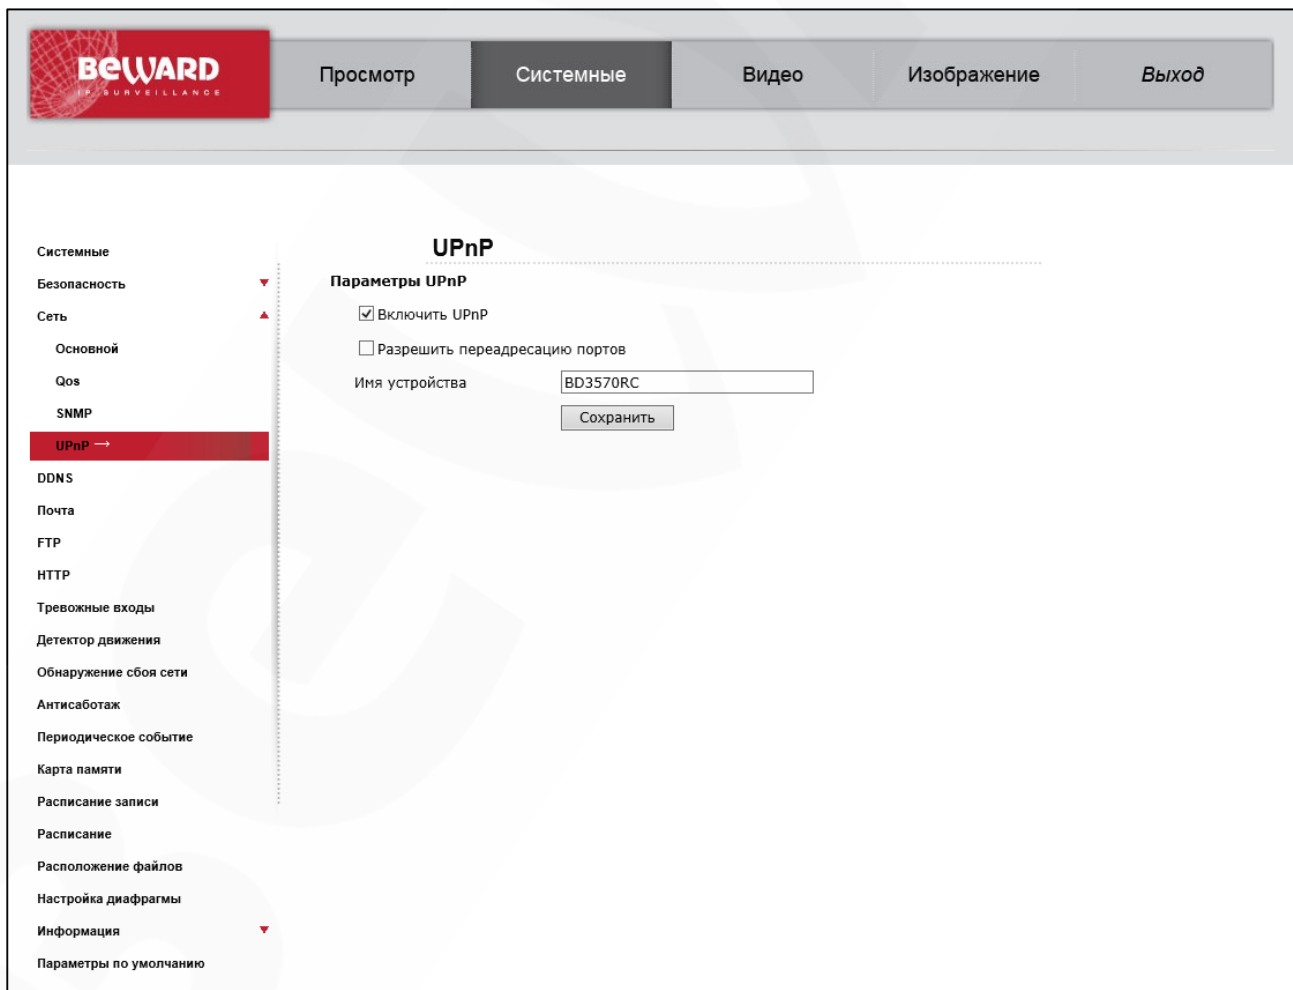 BEWARD
IP SURVEILLANCE
Просмотр
Системные
Видео
Изображение
Выход
Системные
Безопасность
Сеть
Основной
Qos
SNMP
UPnP →
DDNS
Почта
FTP
HTTP
Тревожные входы
Детектор движения
Обнаружение сбоя сети
Антисаботаж
Периодическое событие
Карта памяти
Расписание записи
Расписание
Расположение файлов
Настройка диафрагмы
Информация
Параметры по умолчанию
UPnP
Параметры UPnP
Включить UPnP
Разрешить переадресацию портов
Имя устройства BD3570RC
Сохранить